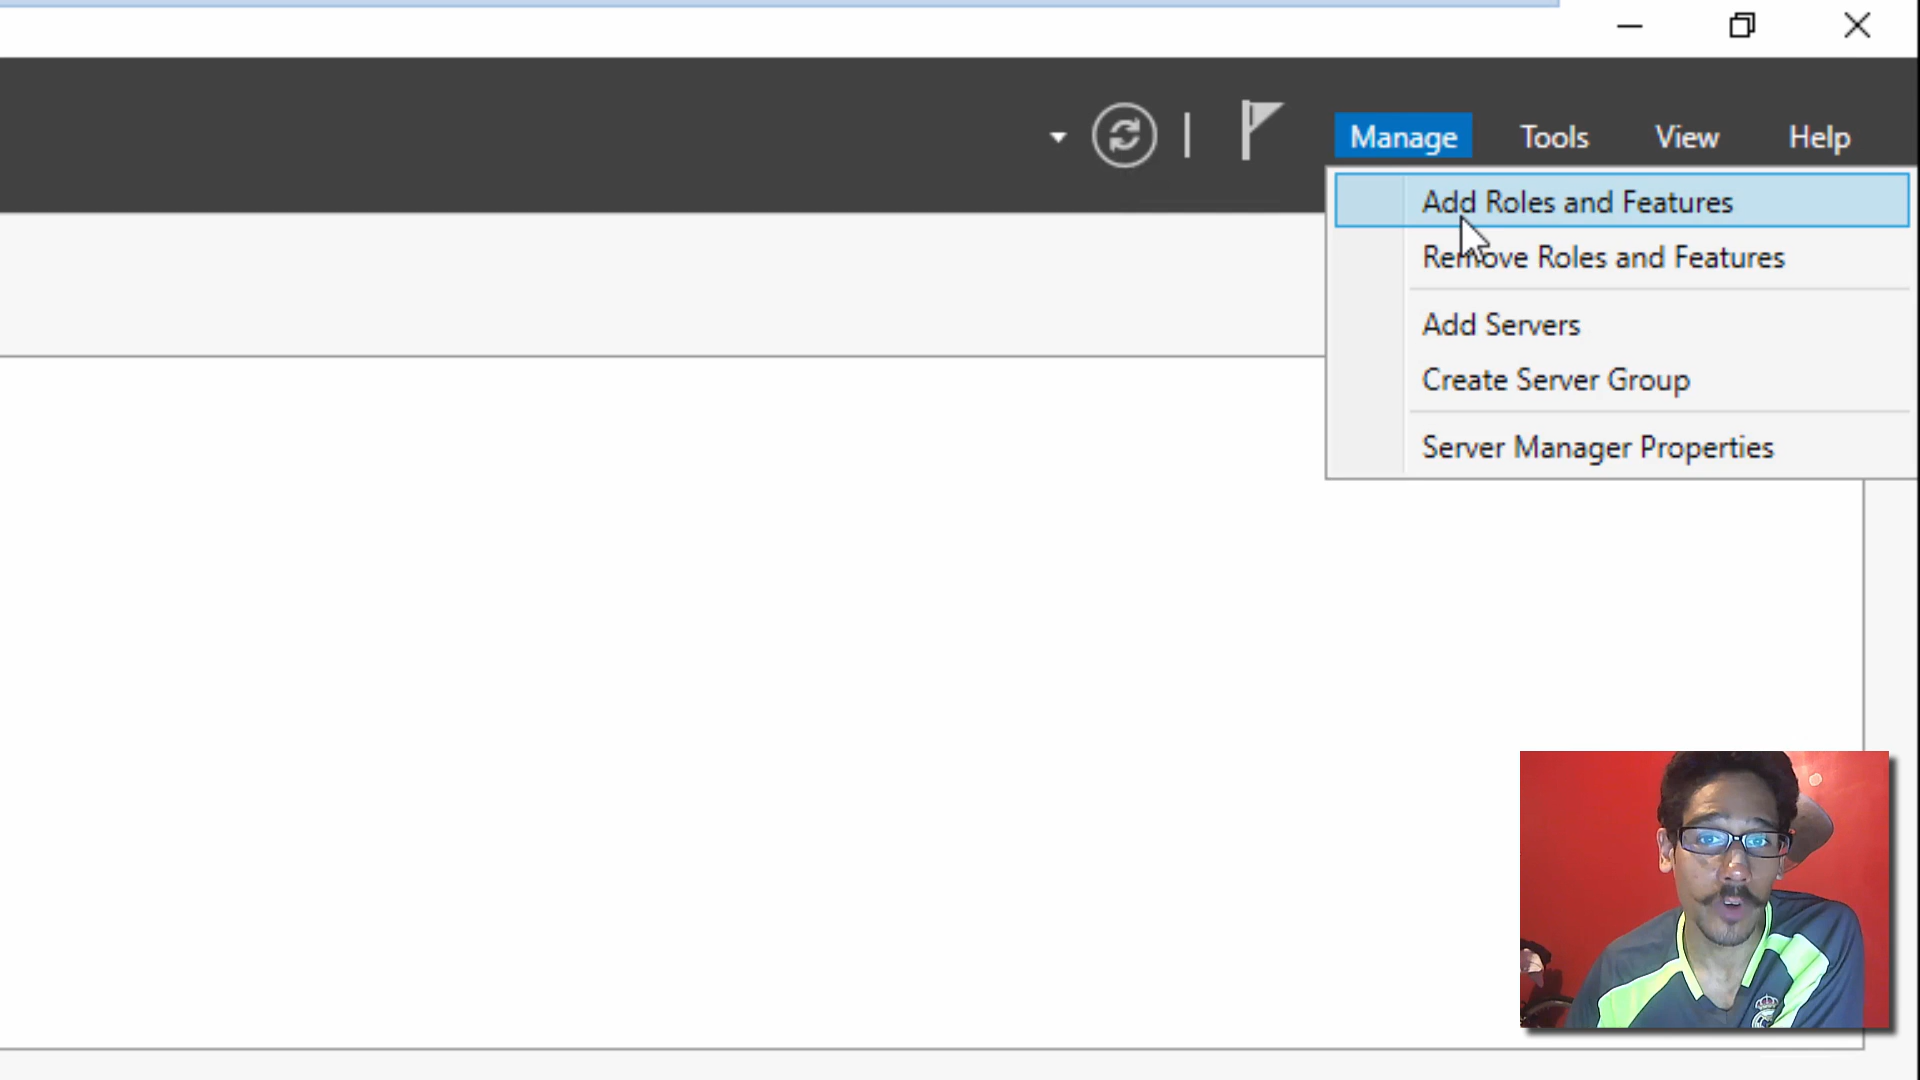 Manage Tools View Help
Add Roles and Features
Remove Roles and Features
Add Servers
Create Server Group
Server Manager Properties